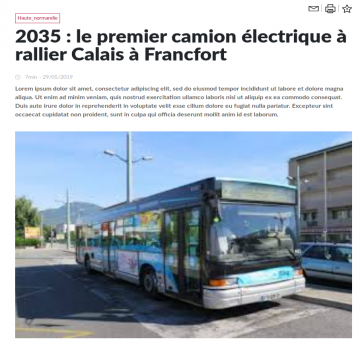 Haute_normandie
2035 : le premier camion électrique à
rallier Calais à Francfort
7min - 29/05/2019
Lorem ipsum dolor sit amet, consectetur adipiscing elit, sed do eiusmod tempor incididunt ut labore et dolore magna
aliqua. Ut enim ad minim veniam, quis nostrud exercitation ullamco laboris nisi ut aliquip ex ea commodo consequat.
Duis aute irure dolor in reprehenderit in voluptate velit esse cillum dolore eu fugiat nulla pariatur. Excepteur sint
occaecat cupidatat non proident, sunt in culpa qui officia deserunt mollit anim id est laborum.